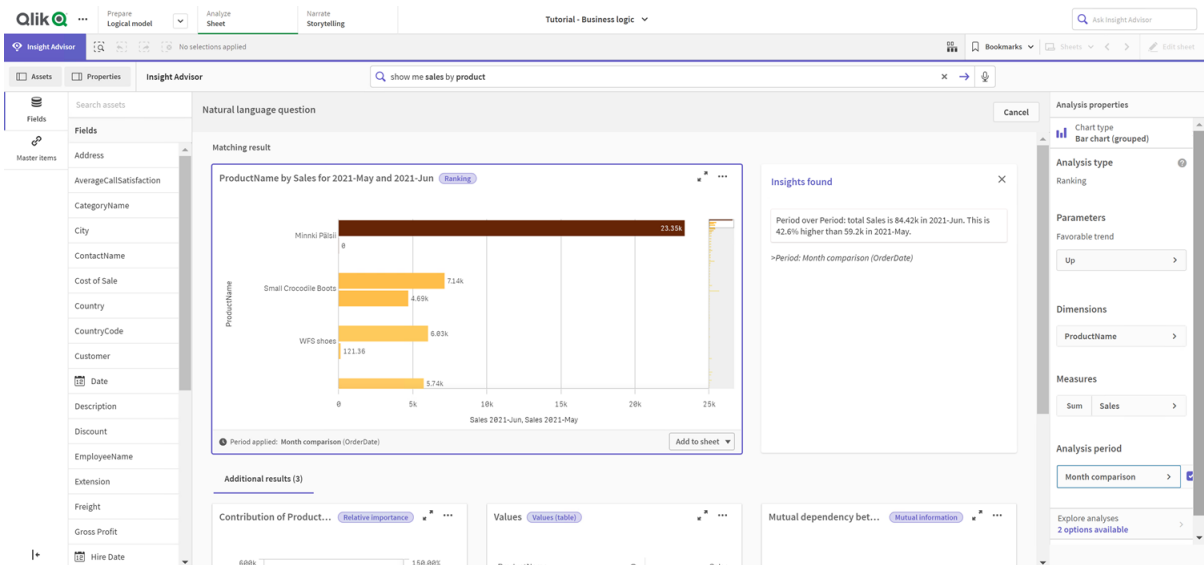 Qlik
Prepare
Logical model
Analyze
Sheet
Narrate
Storytelling
Tutorial - Business logic
Ask Insight Advisor
Insight Advisor
No selections applied
Bookmarks
Sheets
Edit sheet
Assets
Properties
Insight Advisor
show me sales by product
Fields
Master items
Search assets
Fields
Address
AverageCallSatisfaction
CategoryName
City
ContactName
Cost of Sale
Country
CountryCode
Customer
Date
Description
Discount
EmployeeName
Extension
Freight
Gross Profit
Hire Date
Natural language question
Cancel
Matching result
ProductName by Sales for 2021-May and 2021-Jun
Ranking
ProductName
Minnki Pälsii
23.35k
0
Small Crocodile Boots
7.14k
4.69k
WFS shoes
6.03k
121.36
5.74k
0
5k
10k
15k
20k
25k
Sales 2021-Jun, Sales 2021-May
Period applied: Month comparison (OrderDate)
Add to sheet
Insights found
Period over Period: total Sales is 84.42k in 2021-Jun. This is
42.6% higher than 59.2k in 2021-May.
>Period: Month comparison (OrderDate)
Additional results (3)
Contribution of Product...
Relative importance
600k
150.00%
Values
Values (table)
Mutual dependency bet...
Mutual information
Analysis properties
Chart type
Bar chart (grouped)
Analysis type
Ranking
Parameters
Favorable trend
Up
Dimensions
ProductName
Measures
Sum
Sales
Analysis period
Month comparison
Explore analyses
2 options available